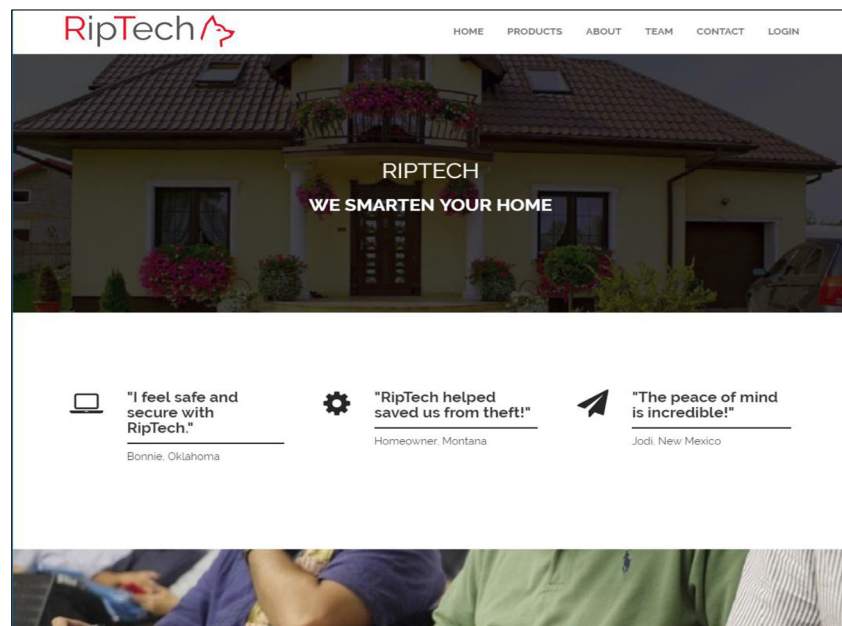 RipTech
HOME PRODUCTS ABOUT TEAM CONTACT LOGIN
RIPTECH
WE SMARTEN YOUR HOME
"I feel safe and
secure with
RipTech."
Bonnie, Oklahoma
"RipTech helped
saved us from theft!"
Homeowner, Montana
"The peace of mind
is incredible!"
Jodi, New Mexico